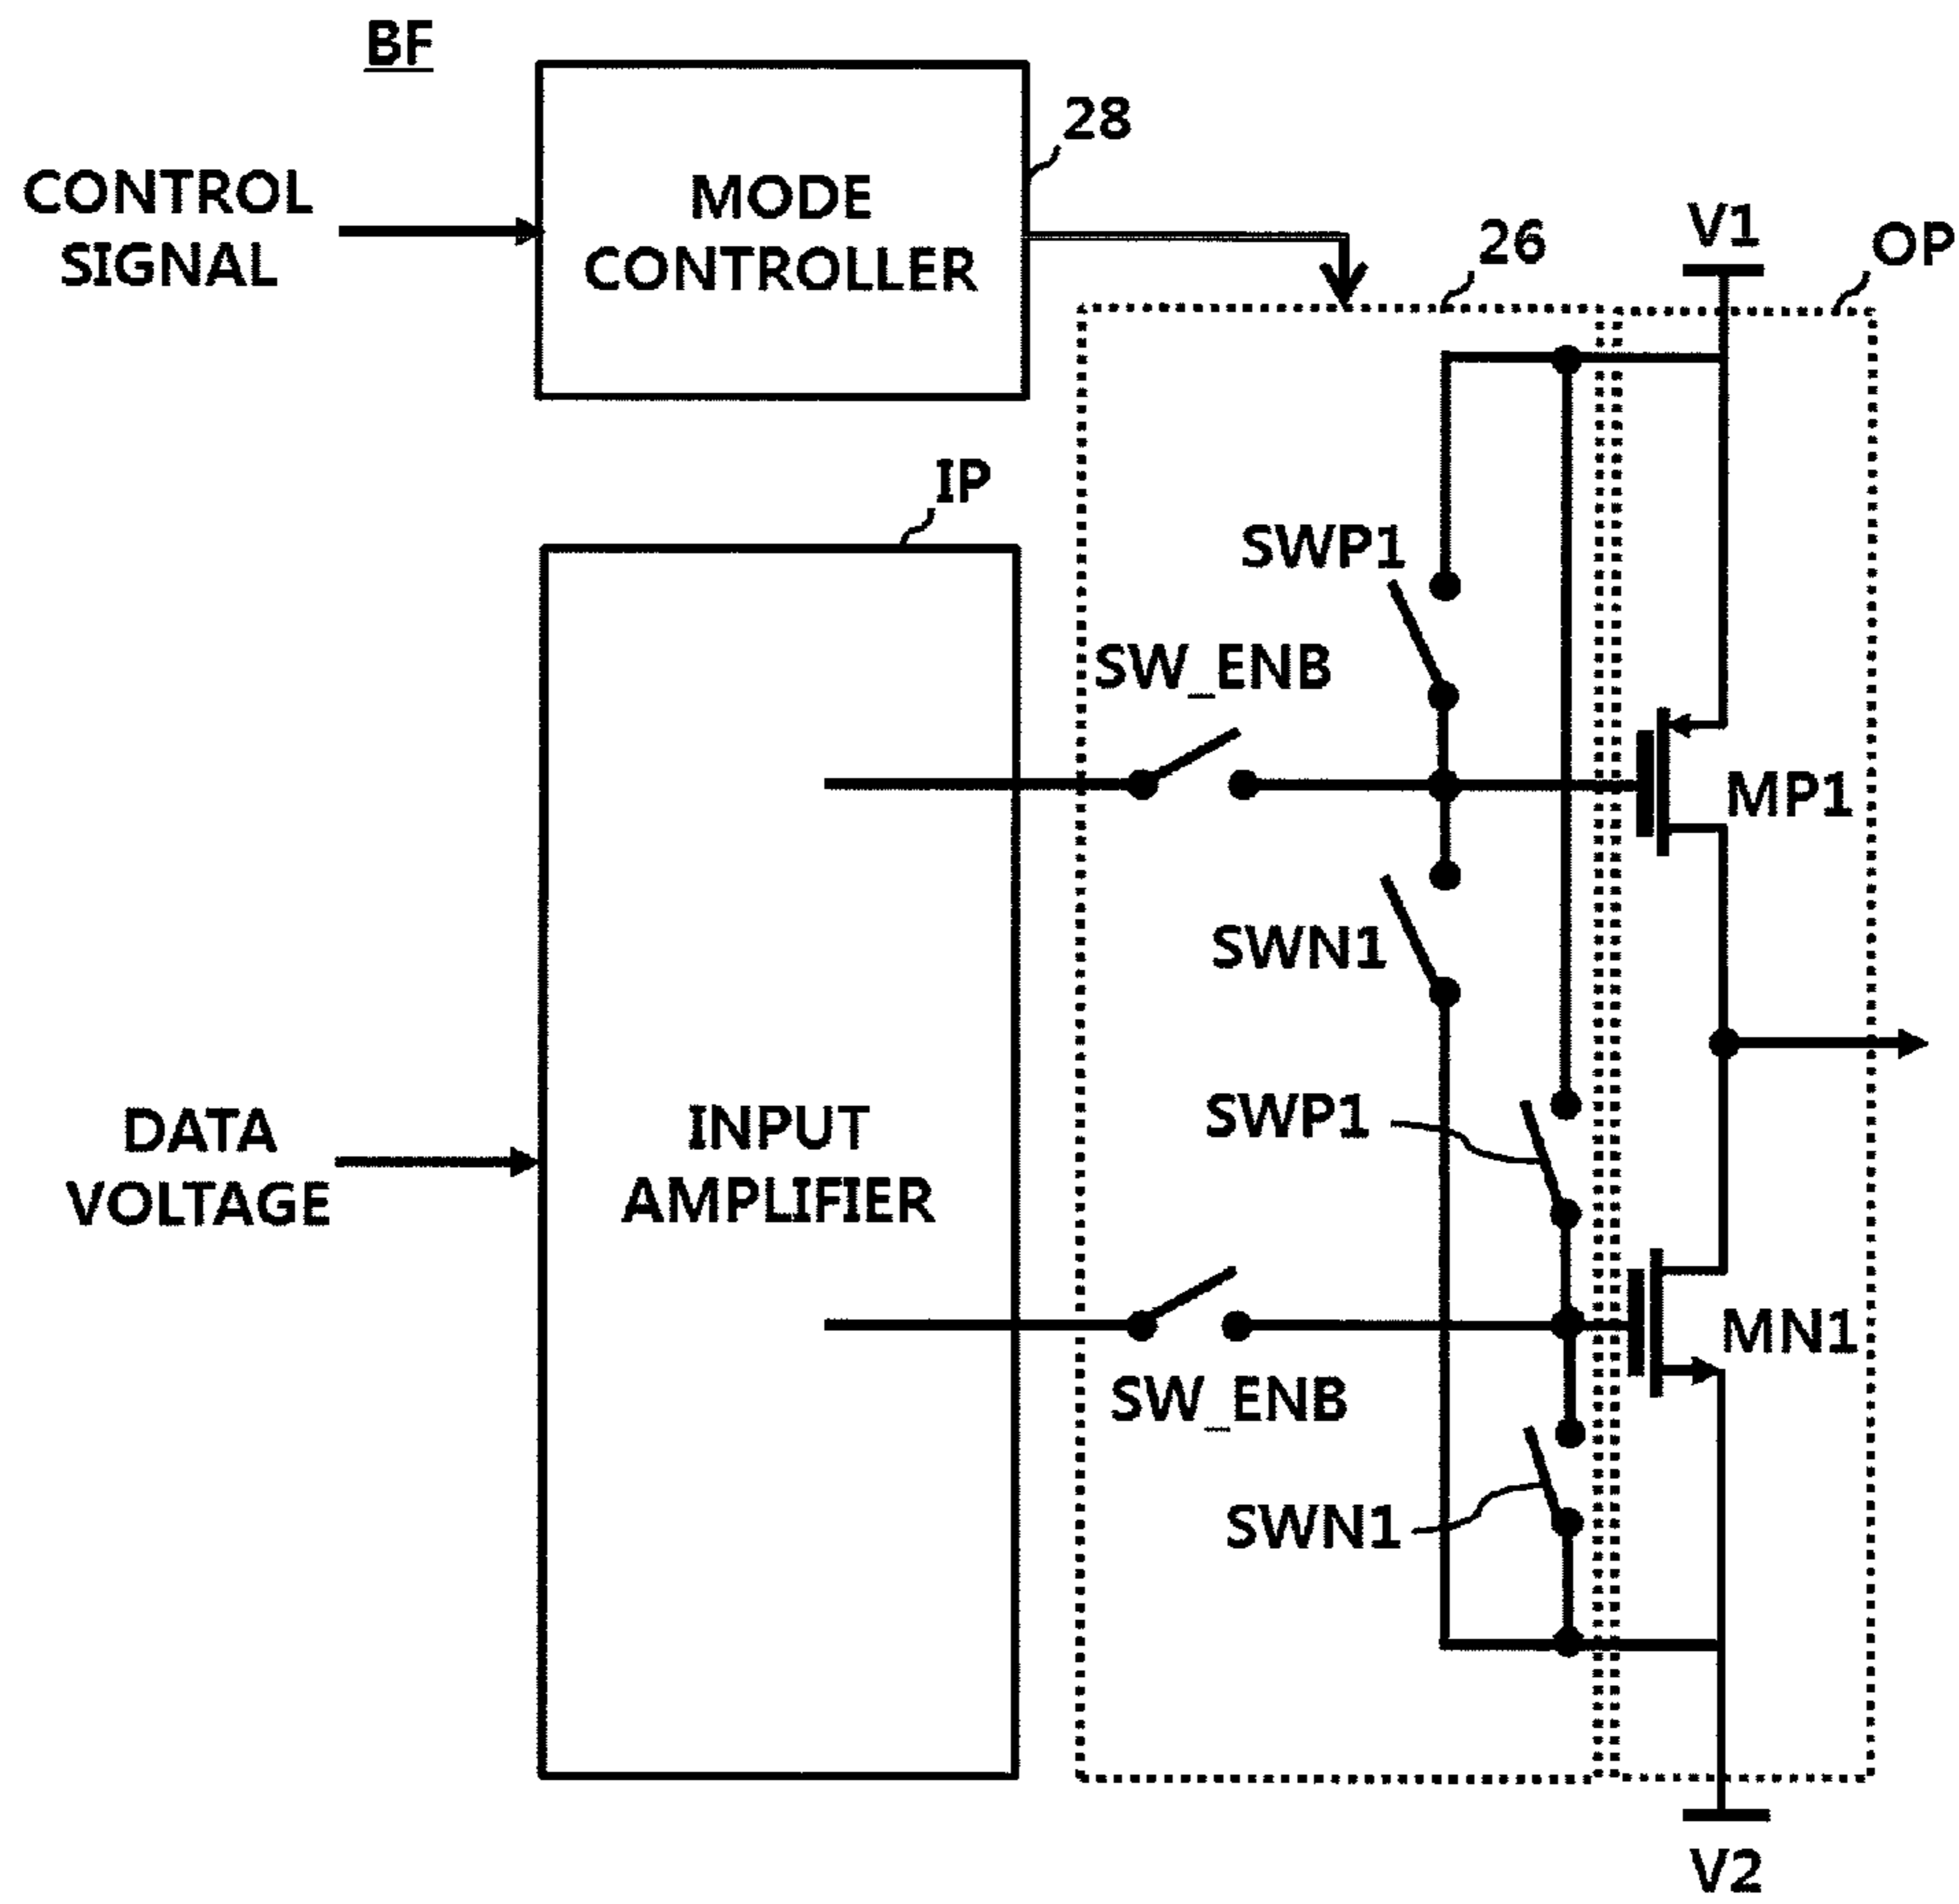 BF
28
CONTROL
SIGNAL
MODE
CONTROLLER
V1
26
OP
IP
SWP1
SW_ENB
MP1
SWN1
SWP1
DATA
VOLTAGE
INPUT
AMPLIFIER
MN1
SW_ENB
SWN1
V2